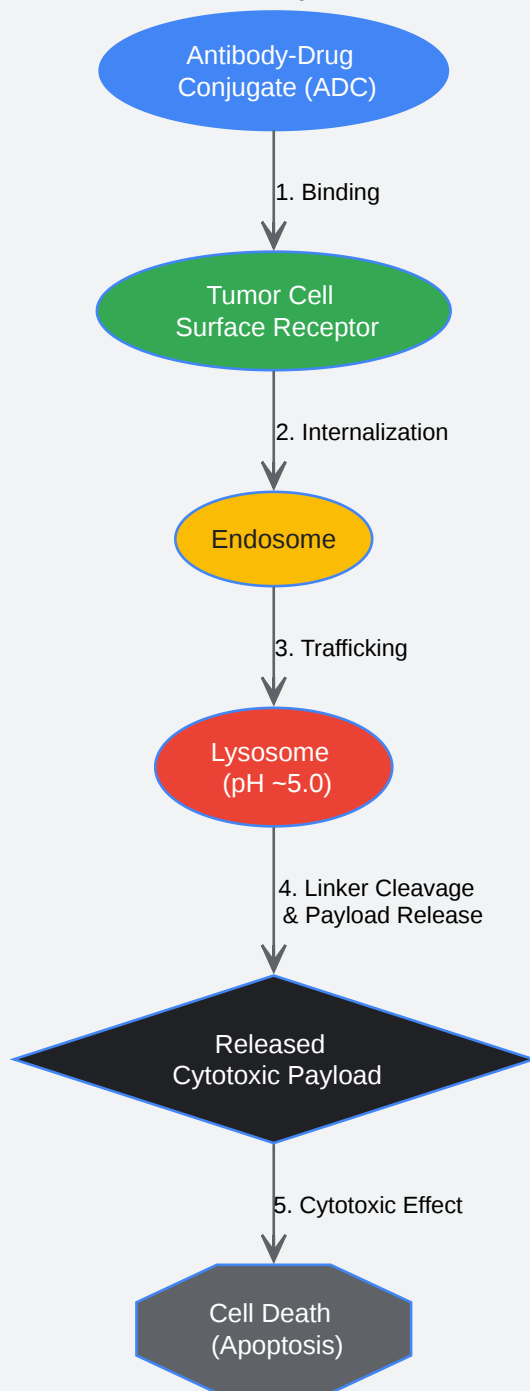 Antibody-Drug
Conjugate (ADC)
1. Binding
Tumor Cell
Surface Receptor
2. Internalization
Endosome
3. Trafficking
Lysosome
(pH ~5.0)
4. Linker Cleavage
& Payload Release
Released
Cytotoxic Payload
5. Cytotoxic Effect
Cell Death
(Apoptosis)